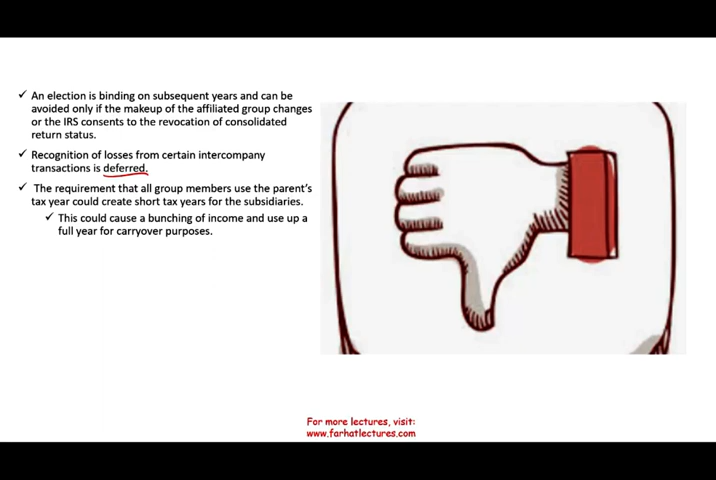 An election is binding on subsequent years and can be
avoided only if the makeup of the affiliated group changes
or the IRS consents to the revocation of consolidated
return status.
Recognition of losses from certain intercompany
transactions is deferred.
The requirement that all group members use the parent's
tax year could create short tax years for the subsidiaries.
This could cause a bunching of income and use up a
full year for carryover purposes.
For more lectures, visit:
www.farhatlectures.com